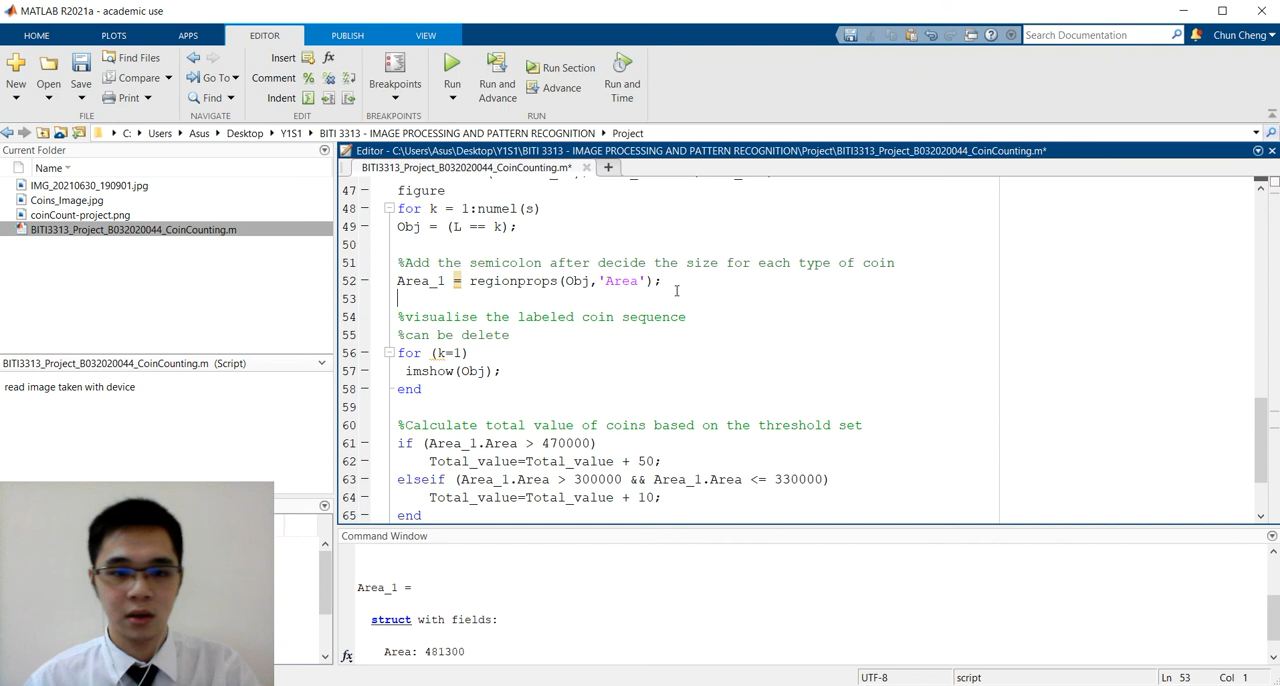 MATLAB R2021a - academic use
HOME PLOTS APPS EDITOR PUBLISH VIEW
Search Documentation
Chun Cheng
New
Open
Save
Find Files
Compare
Print
FILE
Go To
Find
NAVIGATE
Insert fx
Comment
Indent
EDIT
Breakpoints
BREAKPOINTS
Run
Run and Advance
Run Section
Advance
Run and Time
RUN
C: Users Asus Desktop Y1S1 BITI 3313 - IMAGE PROCESSING AND PATTERN RECOGNITION Project
Current Folder
Name
IMG_20210630_190901.jpg
Coins_Image.jpg
coinCount-project.png
BITI3313_Project_B032020044_CoinCounting.m
BITI3313_Project_B032020044_CoinCounting.m (Script)
read image taken with device
Editor - C:\Users\Asus\Desktop\Y1S1\BITI 3313 - IMAGE PROCESSING AND PATTERN RECOGNITION\Project\BITI3313_Project_B032020044_CoinCounting.m*
BITI3313_Project_B032020044_CoinCounting.m*
47 figure
48 for k = 1:numel(s)
49 Obj = (L == k);
50
51 %Add the semicolon after decide the size for each type of coin
52 Area_1 = regionprops(Obj,'Area');
53
54 %visualise the labeled coin sequence
55 %can be delete
56 for (k=1)
57 imshow(Obj);
58 end
59
60 %Calculate total value of coins based on the threshold set
61 if (Area_1.Area > 470000)
62 Total_value=Total_value + 50;
63 elseif (Area_1.Area > 300000 && Area_1.Area <= 330000)
64 Total_value=Total_value + 10;
65 end
Command Window
Area_1 =
struct with fields:
Area: 481300
fx
UTF-8 script Ln 53 Col 1